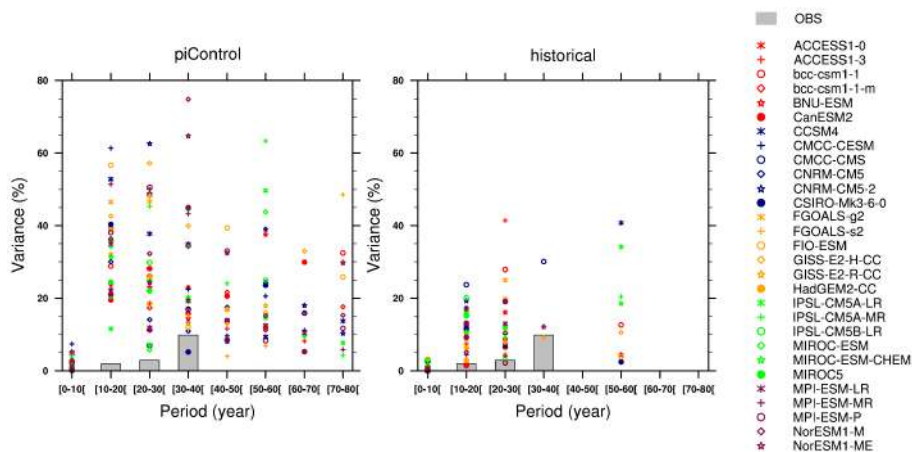 OBS
piControl
historical
80
60
40
20
0
Variance (%)
[0-10[ [10-20[ [20-30[ [30-40[ [40-50[ [50-60[ [60-70[ [70-80[
Period (year)
80
60
40
20
0
Variance (%)
[0-10[ [10-20[ [20-30[ [30-40[ [40-50[ [50-60[ [60-70[ [70-80[
Period (year)
ACCESS1-0
ACCESS1-3
bcc-csm1-1
bcc-csm1-1-m
BNU-ESM
CanESM2
CCSM4
CMCC-CESM
CMCC-CMS
CNRM-CM5
CNRM-CM5-2
CSIRO-Mk3-6-0
FGOALS-g2
FGOALS-s2
FIO-ESM
GISS-E2-H-CC
GISS-E2-R-CC
HadGEM2-CC
IPSL-CM5A-LR
IPSL-CM5A-MR
IPSL-CM5B-LR
MIROC-ESM
MIROC-ESM-CHEM
MIROC5
MPI-ESM-LR
MPI-ESM-MR
MPI-ESM-P
NorESM1-M
NorESM1-ME